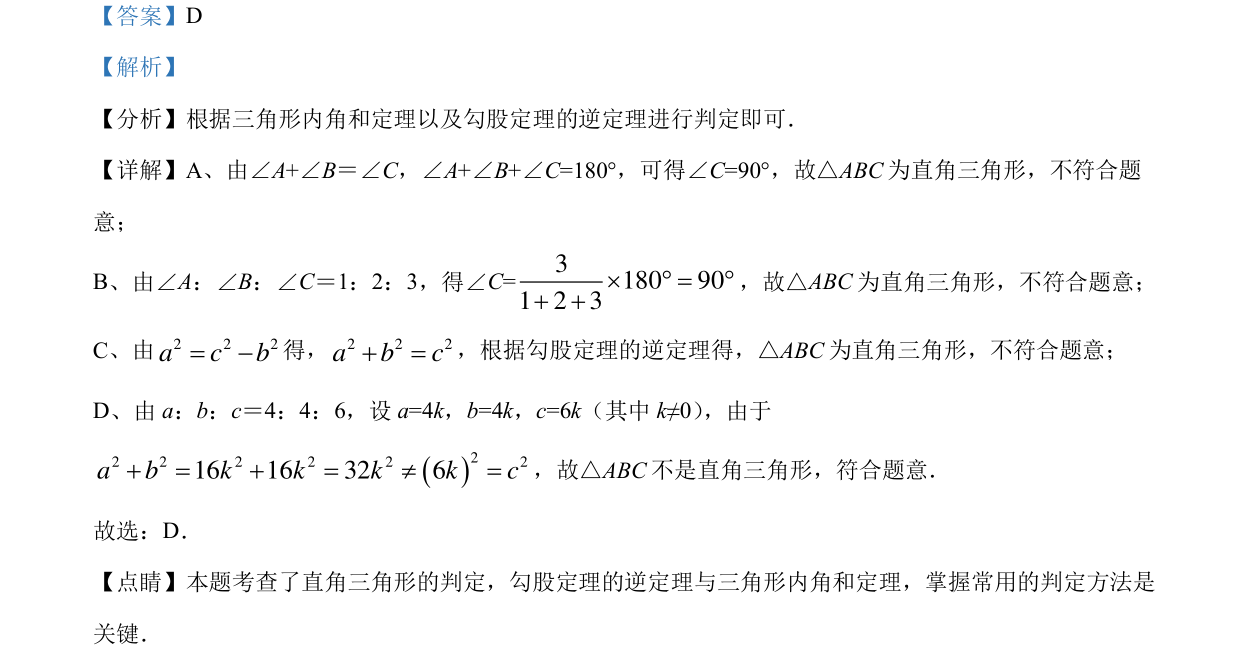 【答案】D
【解析】
【分析】根据三角形内角和定理以及勾股定理的逆定理进行判定即可．
【详解】A、由∠A+∠B＝∠C，∠A+∠B+∠C=180°，可得∠C=90°，故△ABC为直角三角形，不符合题
意；
B、由∠A：∠B：∠C＝1：2：3，得∠C=\frac{3}{1+2+3}×180°=90°，故△ABC为直角三角形，不符合题意；
C、由a²=c²−b²得，a²+b²=c²，根据勾股定理的逆定理得，△ABC为直角三角形，不符合题意；
D、由a：b：c＝4：4：6，设a=4k，b=4k，c=6k（其中k≠0），由于
a²+b²=16k²+16k²=32k²≠(6k)²=c²，故△ABC不是直角三角形，符合题意．
故选：D．
【点睛】本题考查了直角三角形的判定，勾股定理的逆定理与三角形内角和定理，掌握常用的判定方法是
关键．